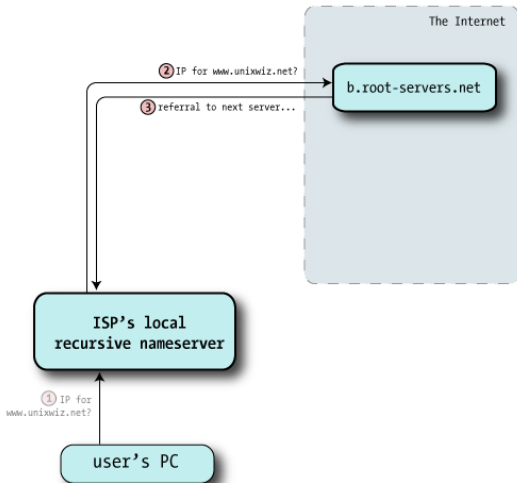 The Internet
2 IP for www.unixwiz.net?
b.root-servers.net
3 referral to next server...
ISP's local
recursive nameserver
1 IP for
www.unixwiz.net?
user's PC